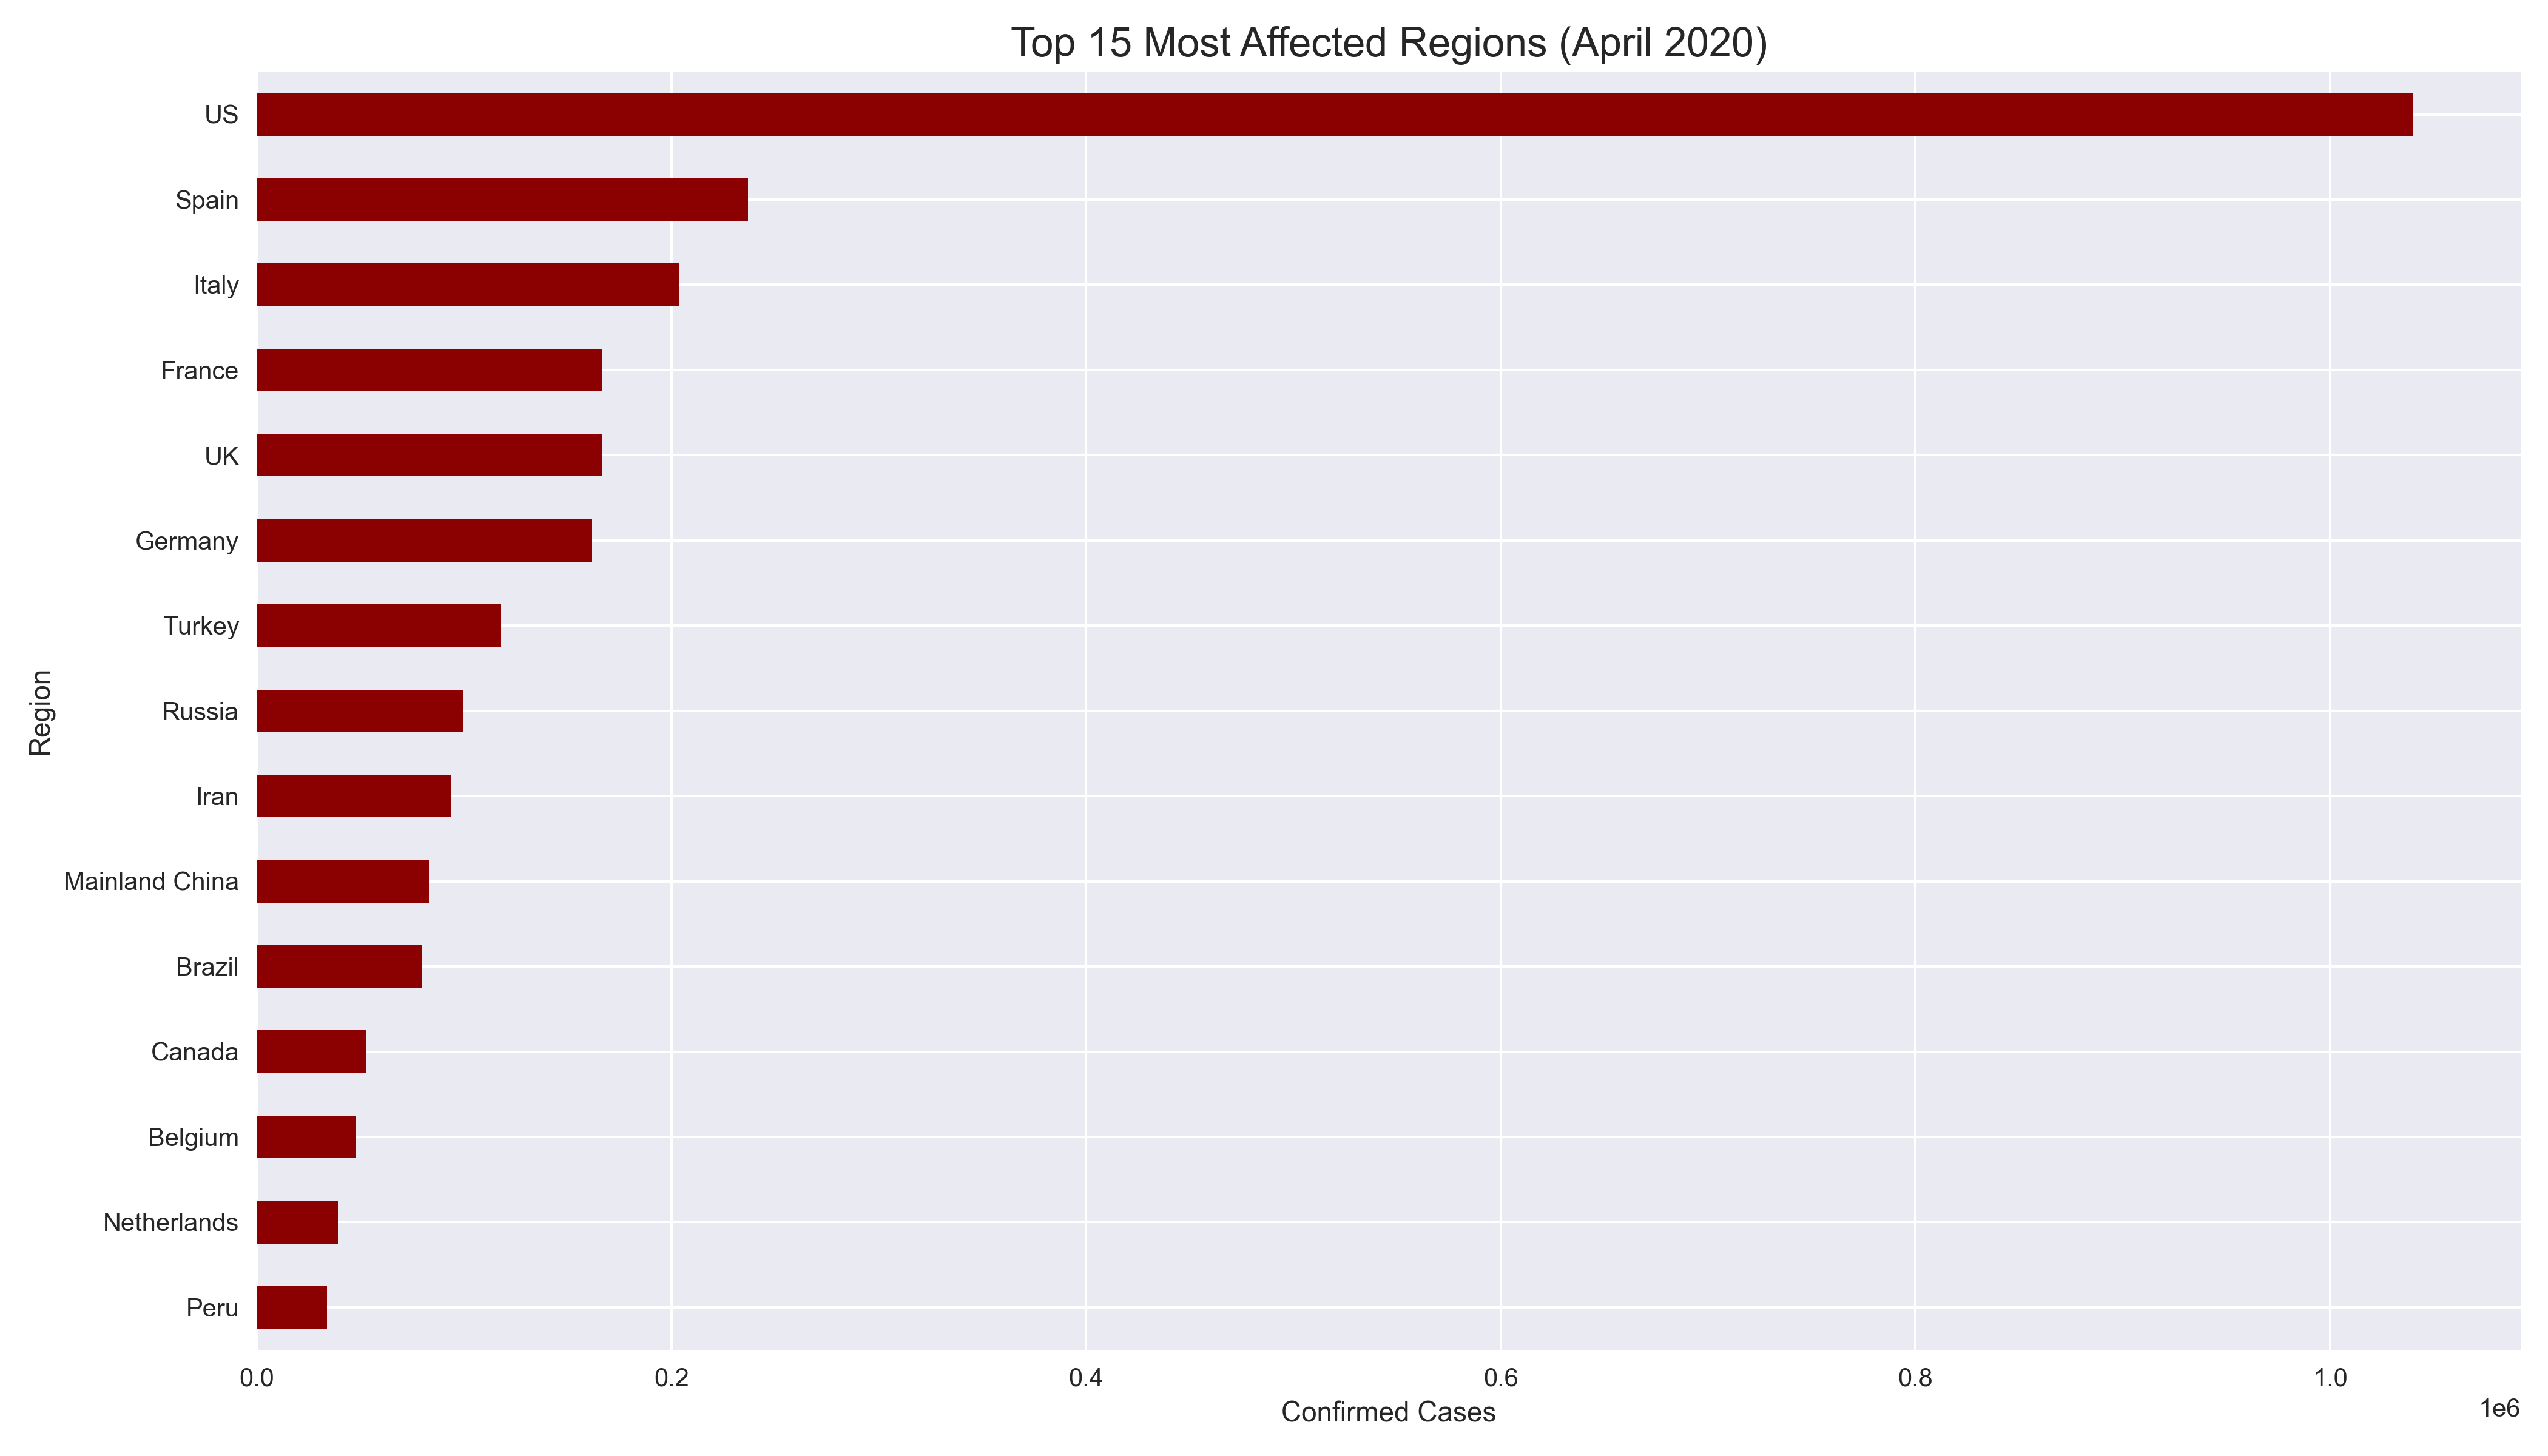 Top 15 Most Affected Regions (April 2020)
US
Spain
Italy
France
UK
Germany
Turkey
Russia
Iran
Mainland China
Brazil
Canada
Belgium
Netherlands
Peru
Region
0.0 0.2 0.4 0.6 0.8 1.0
Confirmed Cases
1e6